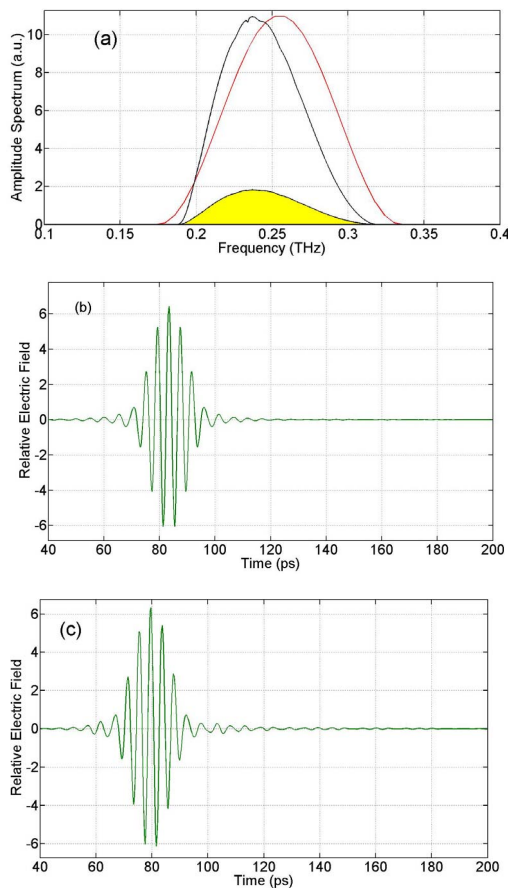 (a)
Amplitude Spectrum (a.u.)
10
8
6
4
2
0
0.1 0.15 0.2 0.25 0.3 0.35 0.4
Frequency (THz)
(b)
Relative Electric Field
6
4
2
0
-2
-4
-6
40 60 80 100 120 140 160 180 200
Time (ps)
(c)
Relative Electric Field
6
4
2
0
-2
-4
-6
40 60 80 100 120 140 160 180 200
Time (ps)